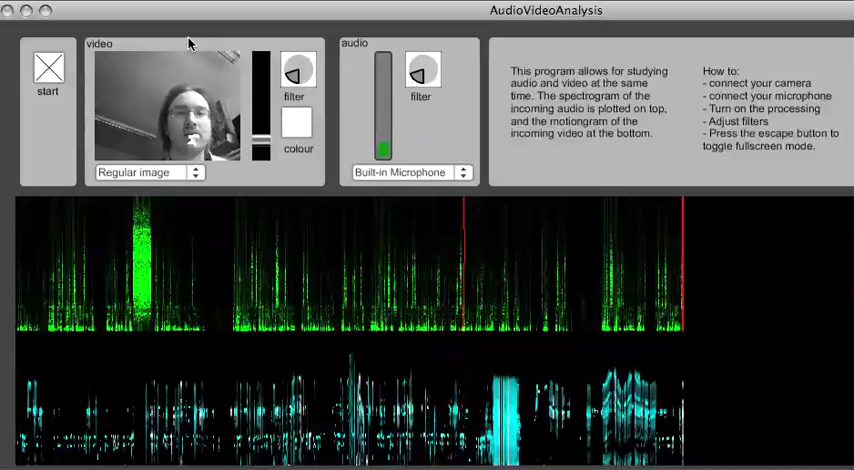 AudioVideoAnalysis
video
audio
start
filter
colour
filter
Regular image
Built-in Microphone
This program allows for studying
audio and video at the same
time. The spectrogram of the
incoming audio is plotted on top,
and the motiongram of the
incoming video at the bottom.
How to:
- connect your camera
- connect your microphone
- Turn on the processing
- Adjust filters
- Press the escape button to
toggle fullscreen mode.